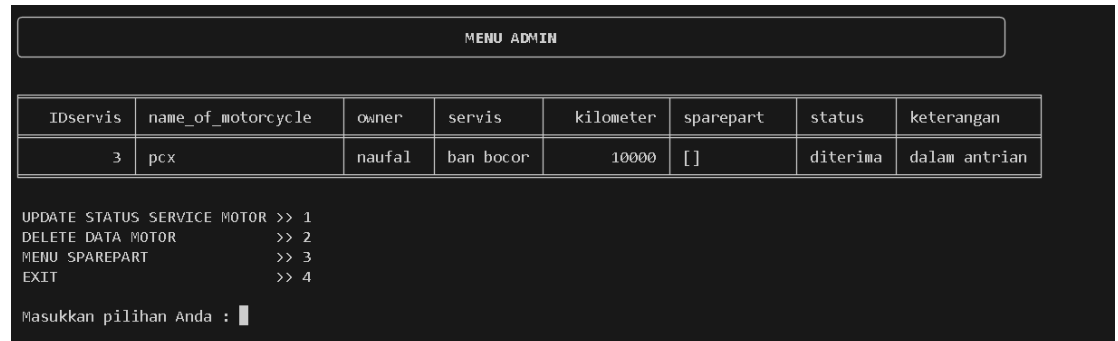 MENU ADMIN
IDservis name_of_motorcycle owner servis kilometer sparepart status keterangan
3 pcx naufal ban bocor 10000 [] diterima dalam antrian
UPDATE STATUS SERVICE MOTOR >> 1
DELETE DATA MOTOR >> 2
MENU SPAREPART >> 3
EXIT >> 4
Masukkan pilihan Anda :